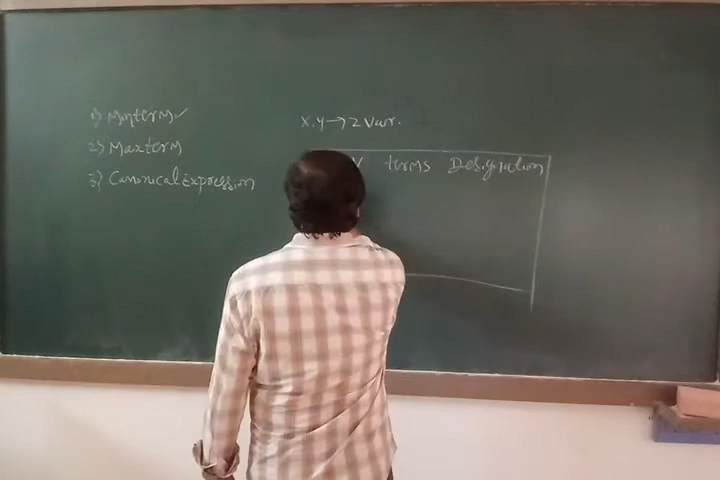 1) Minterm ✓
2) Maxterm
3) Canonical Expression
x,y → 2 Var.
Y terms Designation